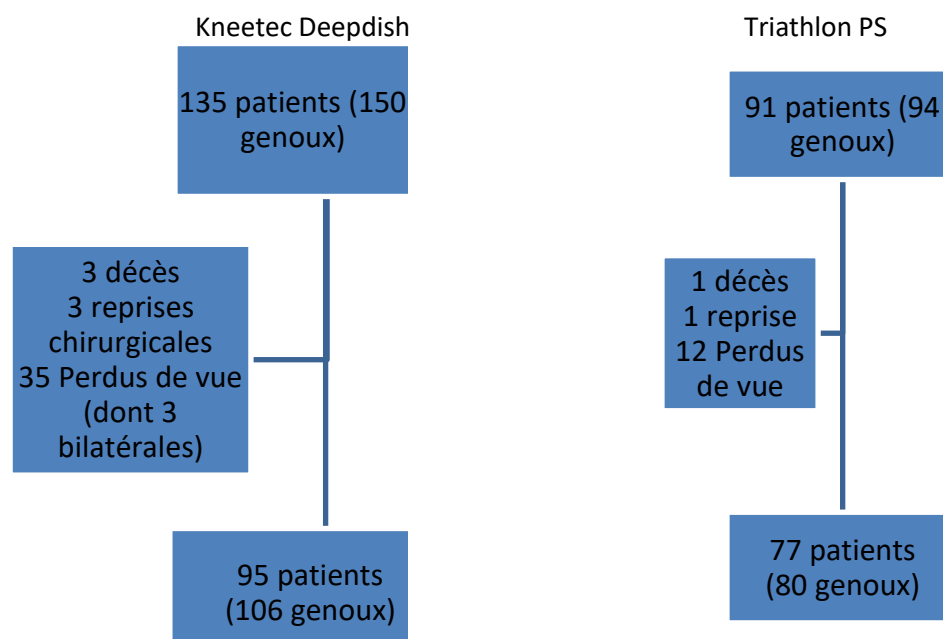 Kneetec Deepdish
135 patients (150
genoux)
3 décès
3 reprises
chirurgicales
35 Perdus de vue
(dont 3
bilatérales)
95 patients
(106 genoux)
Triathlon PS
91 patients (94
genoux)
1 décès
1 reprise
12 Perdus
de vue
77 patients
(80 genoux)